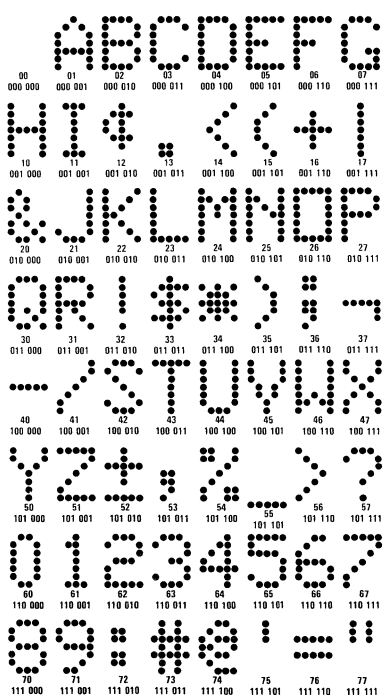 A B C D E F G
00 01 02 03 04 05 06 07
000 000 000 001 000 010 000 011 000 100 000 101 000 110 000 111
H I ¢ . < ( + |
10 11 12 13 14 15 16 17
001 000 001 001 001 010 001 011 001 100 001 101 001 110 001 111
& J K L M N O P
20 21 22 23 24 25 26 27
010 000 010 001 010 010 010 011 010 100 010 101 010 110 010 111
Q R ! $ * ) ; ¬
30 31 32 33 34 35 36 37
011 000 011 001 011 010 011 011 011 100 011 101 011 110 011 111
- / S T U V W X
40 41 42 43 44 45 46 47
100 000 100 001 100 010 100 011 100 100 100 101 100 110 100 111
Y Z ± , % _ > ?
50 51 52 53 54 55 56 57
101 000 101 001 101 010 101 011 101 100 101 101 101 110 101 111
0 1 2 3 4 5 6 7
60 61 62 63 64 65 66 67
110 000 110 001 110 010 110 011 110 100 110 101 110 110 110 111
8 9 : # @ ' = "
70 71 72 73 74 75 76 77
111 000 111 001 111 010 111 011 111 100 111 101 111 110 111 111